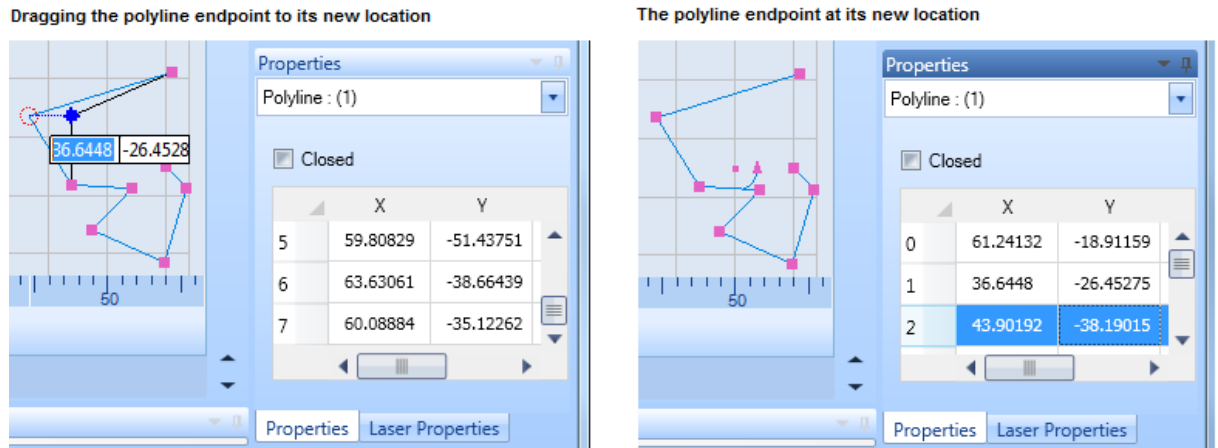 Dragging the polyline endpoint to its new location
Properties
Polyline : (1)
36.6448 -26.4528
Closed
X Y
5 59.80829 -51.43751
6 63.63061 -38.66439
7 60.08884 -35.12262
50
Properties Laser Properties
The polyline endpoint at its new location
Properties
Polyline : (1)
Closed
X Y
0 61.24132 -18.91159
1 36.6448 -26.45275
2 43.90192 -38.19015
50
Properties Laser Properties